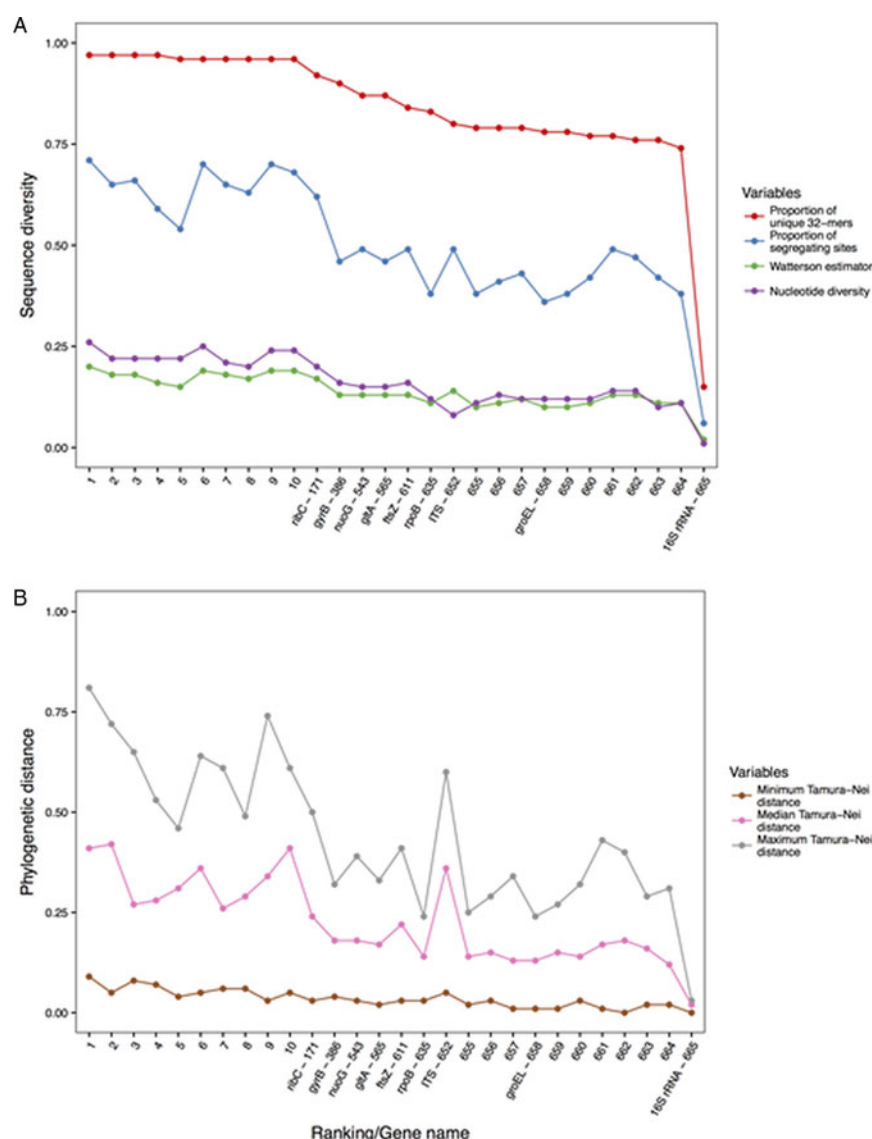 A
1.00
0.75
0.50
0.25
0.00
Sequence diversity
1
2
3
4
5
6
7
8
9
10
ribC – 171
gyrB – 386
nuoG – 543
gltA – 565
ftsZ – 611
rpoB – 635
ITS – 652
655
656
657
groEL – 658
659
660
661
662
663
664
16S rRNA – 665
Variables
Proportion of
unique 32–mers
Proportion of
segregating sites
Watterson estimator
Nucleotide diversity
B
1.00
0.75
0.50
0.25
0.00
Phylogenetic distance
1
2
3
4
5
6
7
8
9
10
ribC – 171
gyrB – 386
nuoG – 543
gltA – 565
ftsZ – 611
rpoB – 635
ITS – 652
655
656
657
groEL – 658
659
660
661
662
663
664
16S rRNA – 665
Ranking/Gene name
Variables
Minimum Tamura–Nei
distance
Median Tamura–Nei
distance
Maximum Tamura–Nei
distance